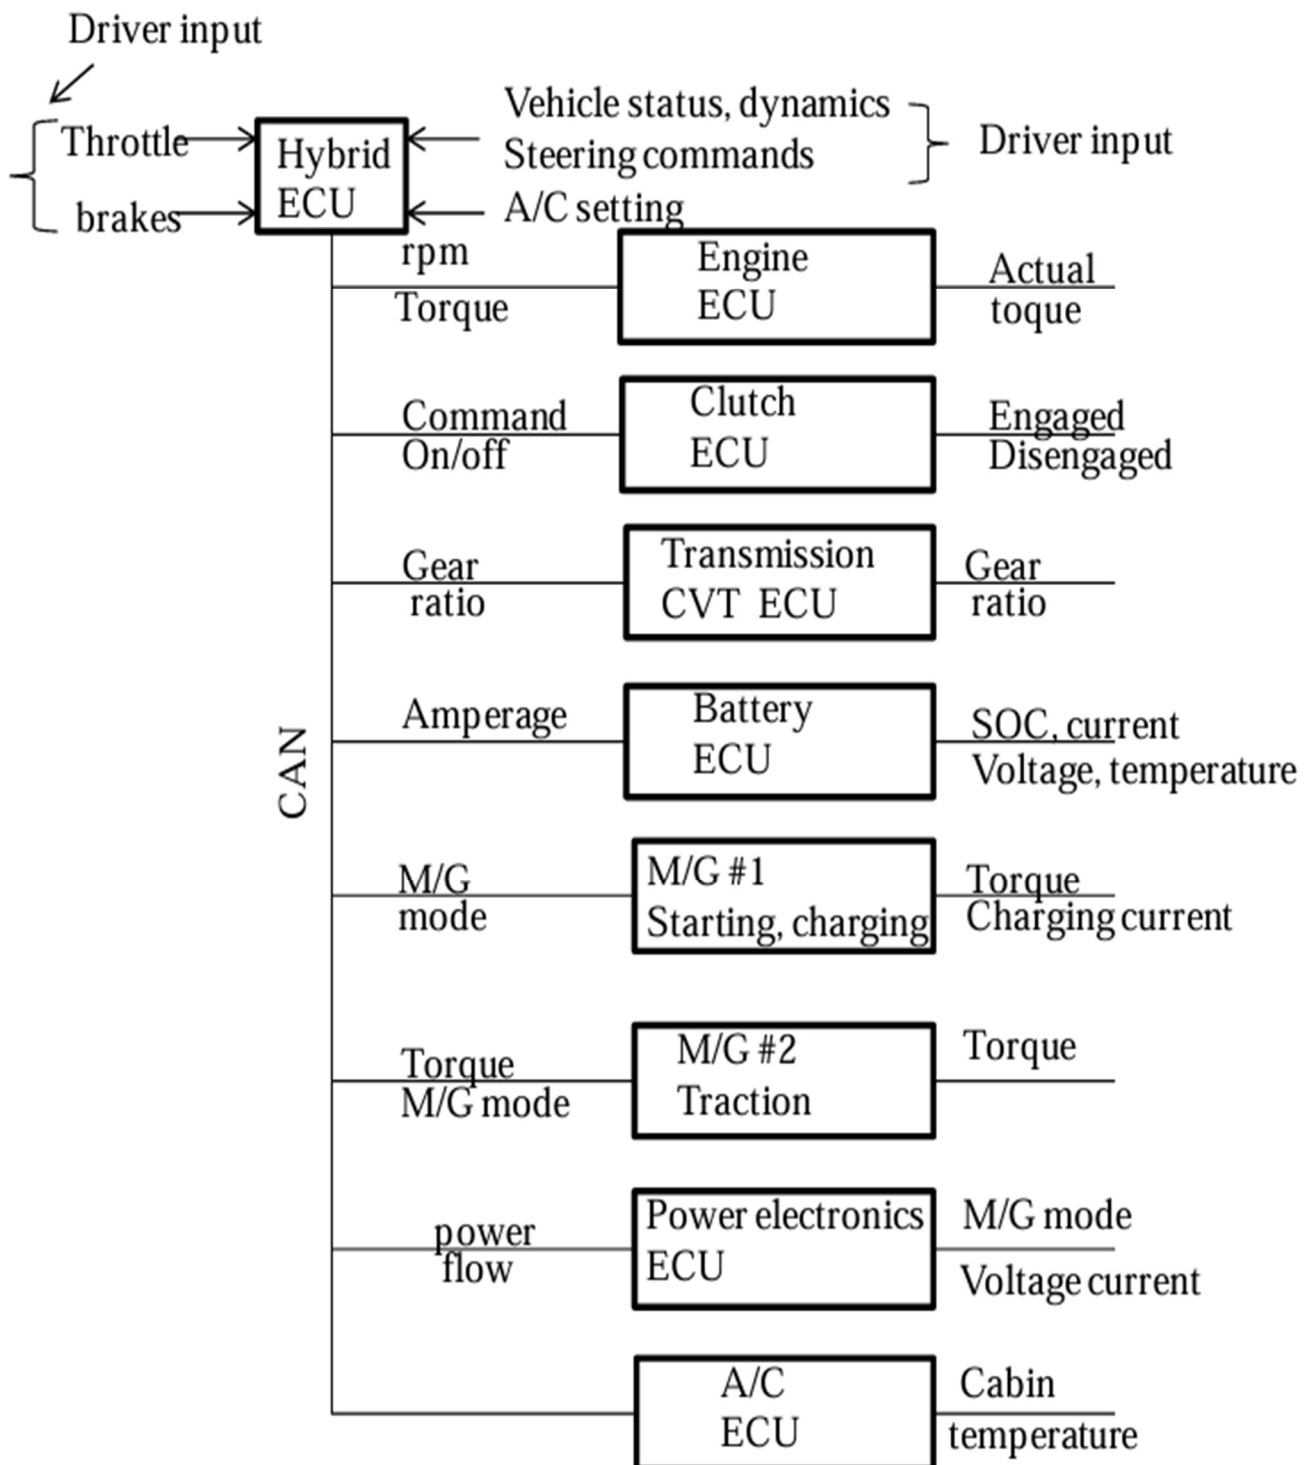 Driver input
Throttle
brakes
Hybrid
ECU
Vehicle status, dynamics
Steering commands
A/C setting
Driver input
rpm
Torque
Engine
ECU
Actual
toque
Command
On/off
Clutch
ECU
Engaged
Disengaged
Gear
ratio
Transmission
CVT ECU
Gear
ratio
CAN
Amperage
Battery
ECU
SOC, current
Voltage, temperature
M/G
mode
M/G #1
Starting, charging
Torque
Charging current
Torque
M/G mode
M/G #2
Traction
Torque
power
flow
Power electronics
ECU
M/G mode
Voltage current
A/C
ECU
Cabin
temperature